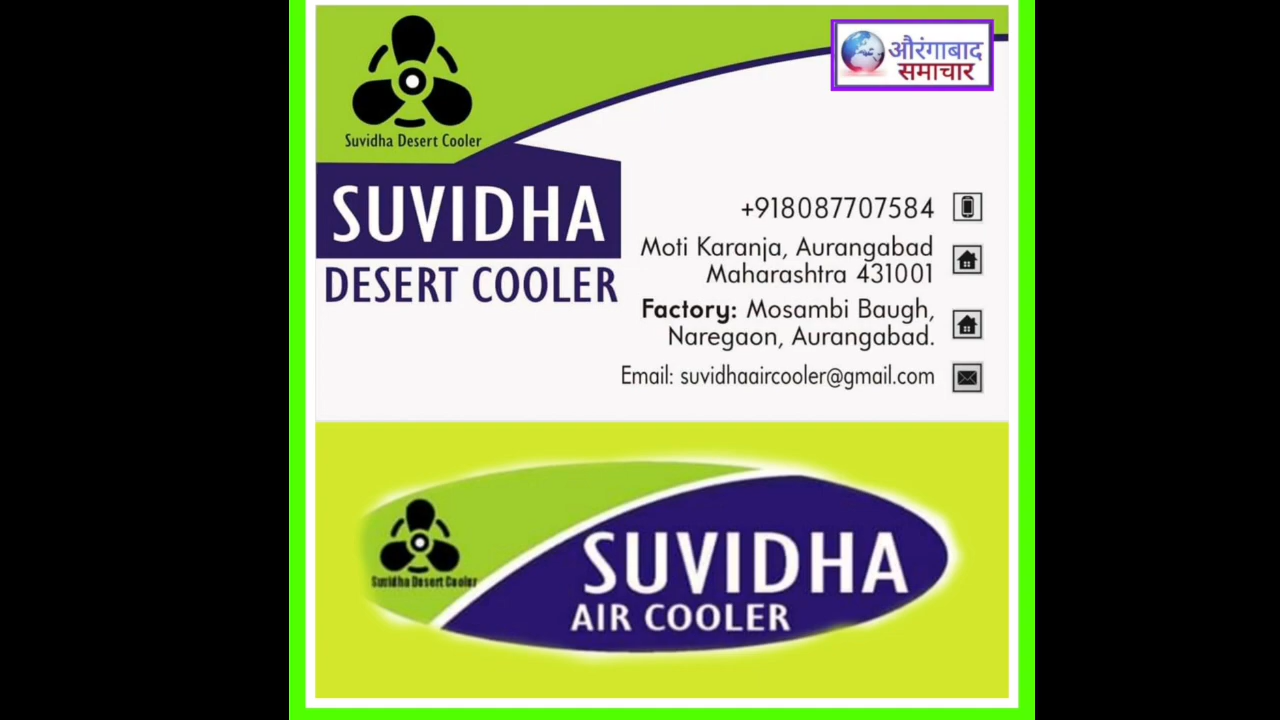 Suvidha Desert Cooler
औरंगाबाद
समाचार
SUVIDHA
DESERT COOLER
+918087707584
Moti Karanja, Aurangabad
Maharashtra 431001
Factory: Mosambi Baugh,
Naregaon, Aurangabad.
Email: suvidhaaircooler@gmail.com
Suvidha Desert Cooler
SUVIDHA
AIR COOLER